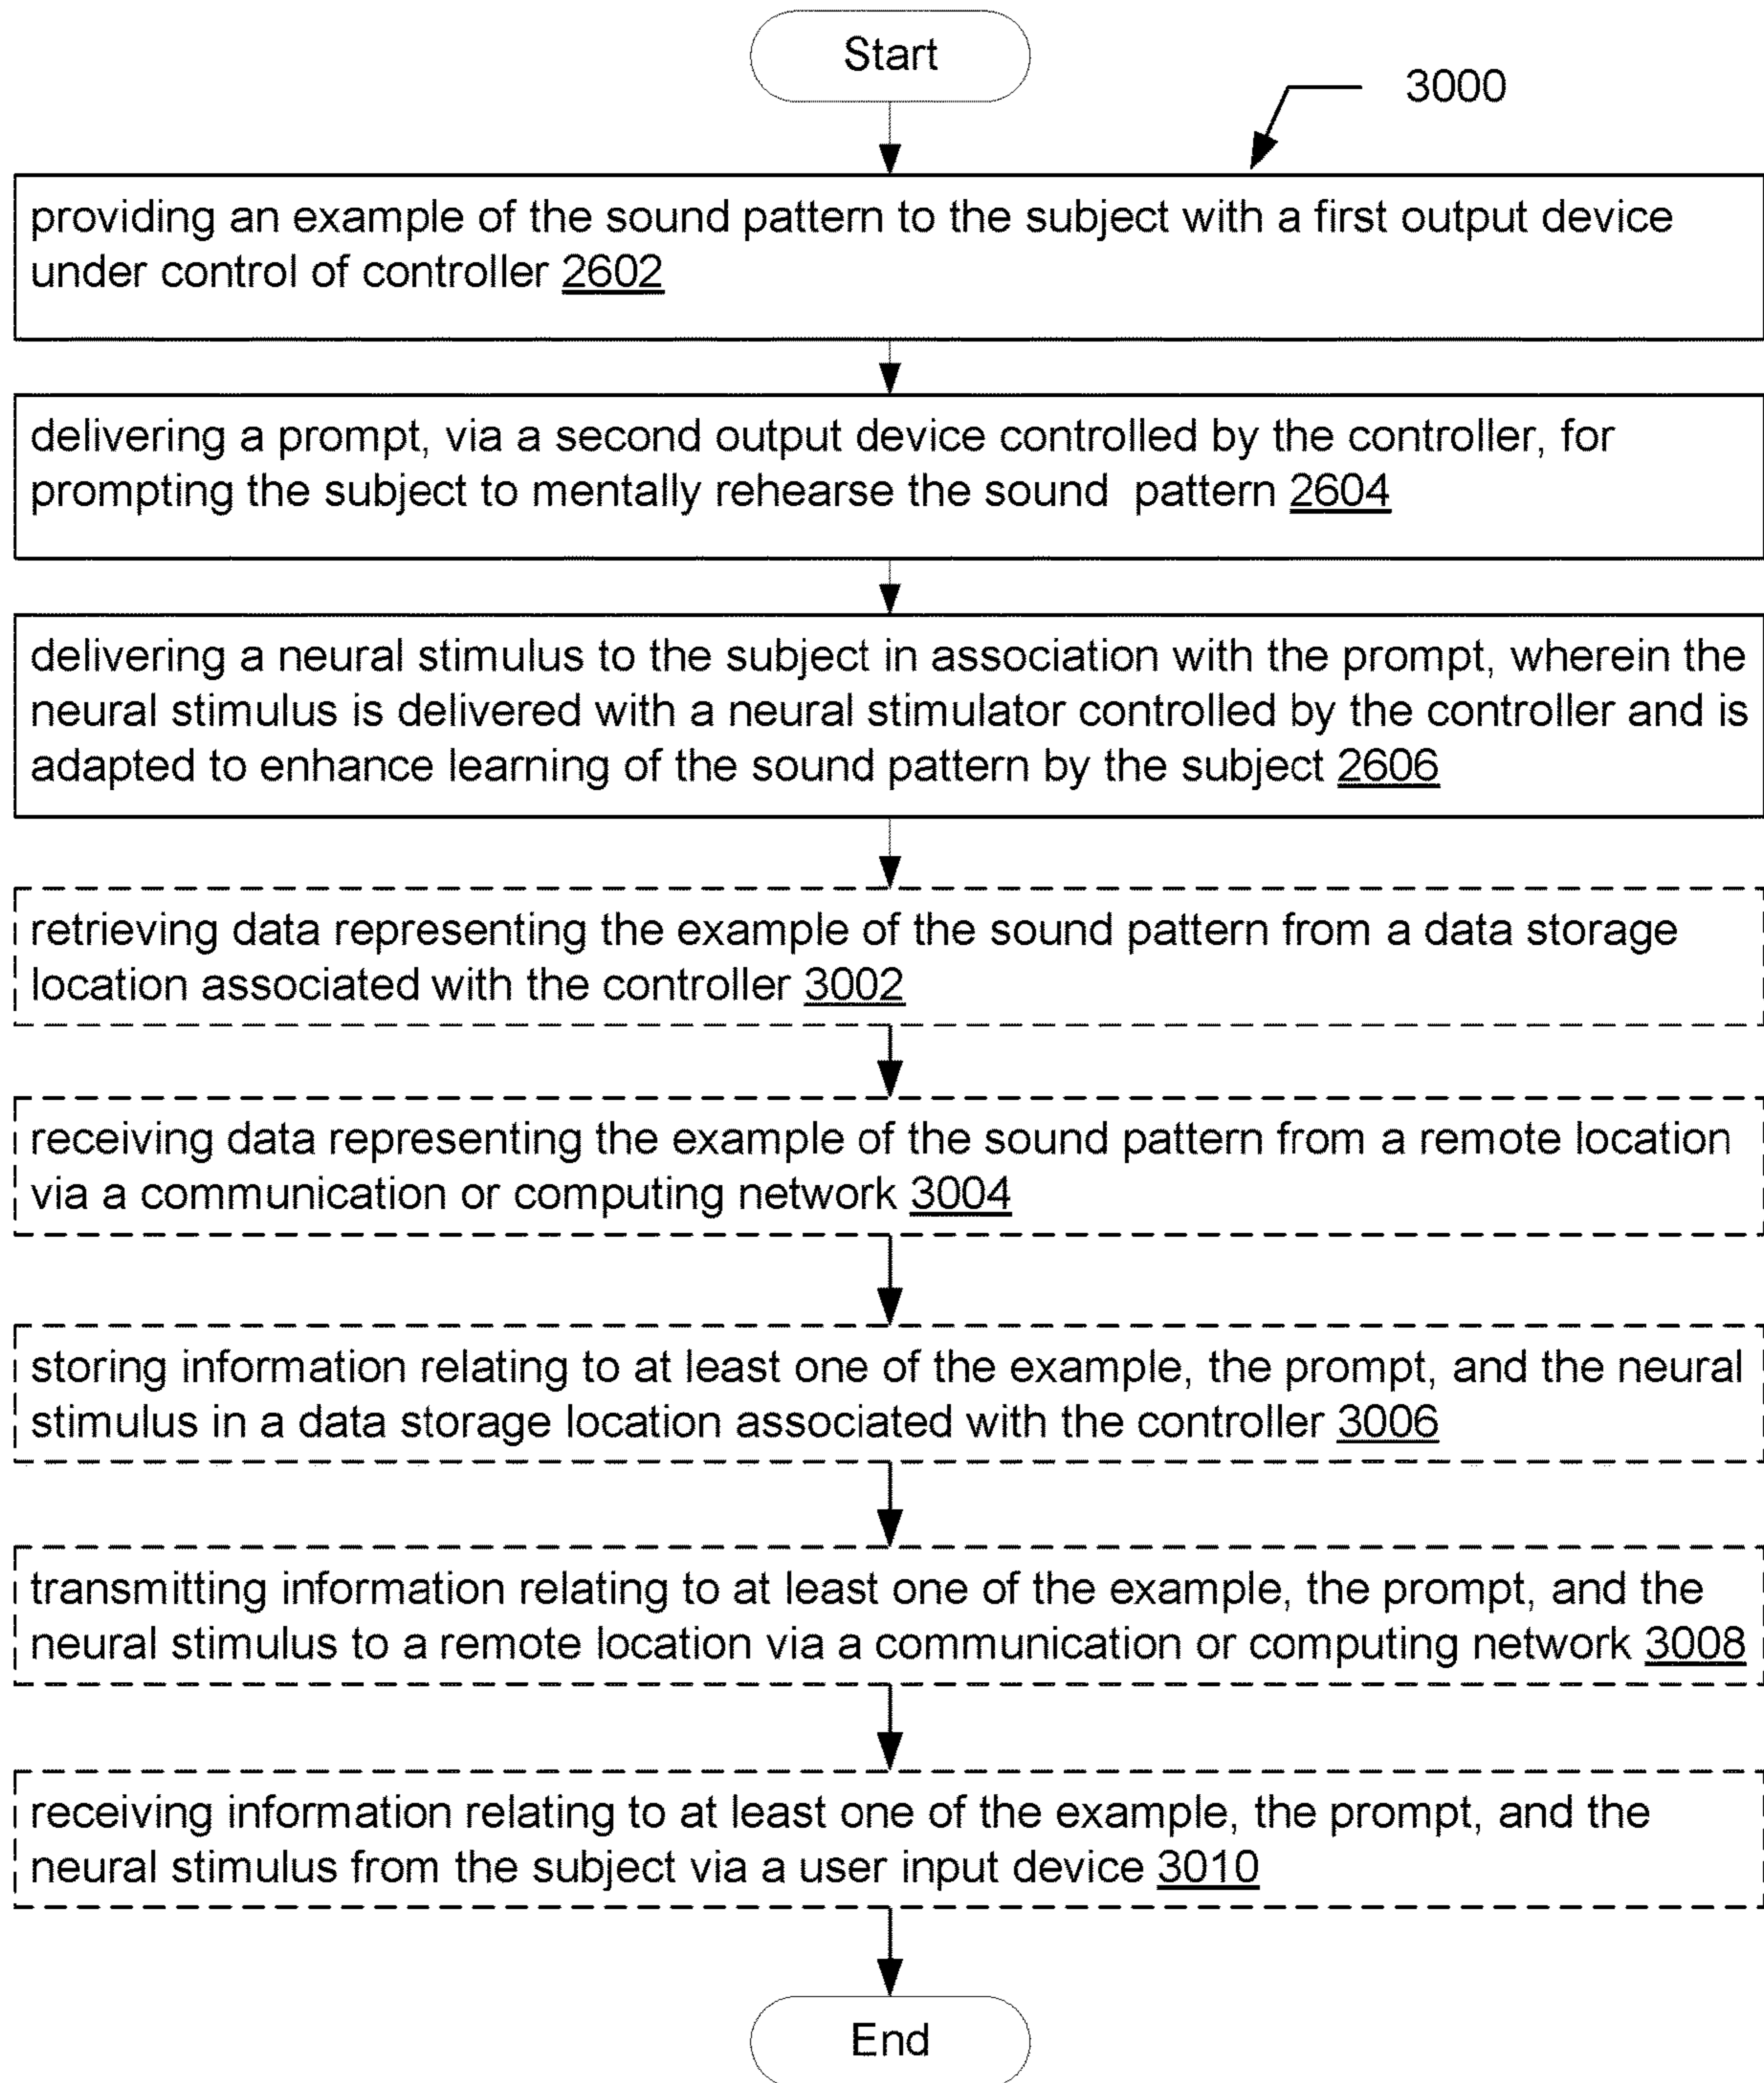 Start
3000
providing an example of the sound pattern to the subject with a first output device
under control of controller 2602
delivering a prompt, via a second output device controlled by the controller, for
prompting the subject to mentally rehearse the sound pattern 2604
delivering a neural stimulus to the subject in association with the prompt, wherein the
neural stimulus is delivered with a neural stimulator controlled by the controller and is
adapted to enhance learning of the sound pattern by the subject 2606
retrieving data representing the example of the sound pattern from a data storage
location associated with the controller 3002
receiving data representing the example of the sound pattern from a remote location
via a communication or computing network 3004
storing information relating to at least one of the example, the prompt, and the neural
stimulus in a data storage location associated with the controller 3006
transmitting information relating to at least one of the example, the prompt, and the
neural stimulus to a remote location via a communication or computing network 3008
receiving information relating to at least one of the example, the prompt, and the
neural stimulus from the subject via a user input device 3010
End